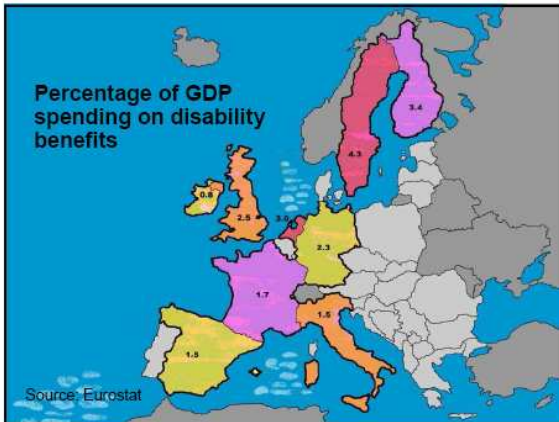 Percentage of GDP
spending on disability
benefits
3.4
4.3
0.8
2.5
3.0
2.3
1.7
1.5
1.5
Source: Eurostat